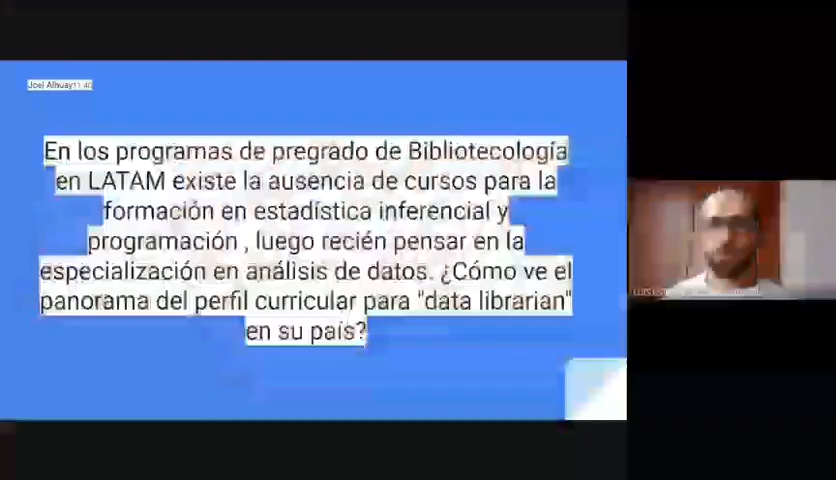 Joel Alhuay11:40
En los programas de pregrado de Bibliotecología
en LATAM existe la ausencia de cursos para la
formación en estadística inferencial y
programación , luego recién pensar en la
especialización en análisis de datos. ¿Cómo ve el
panorama del perfil curricular para "data librarian"
en su país?